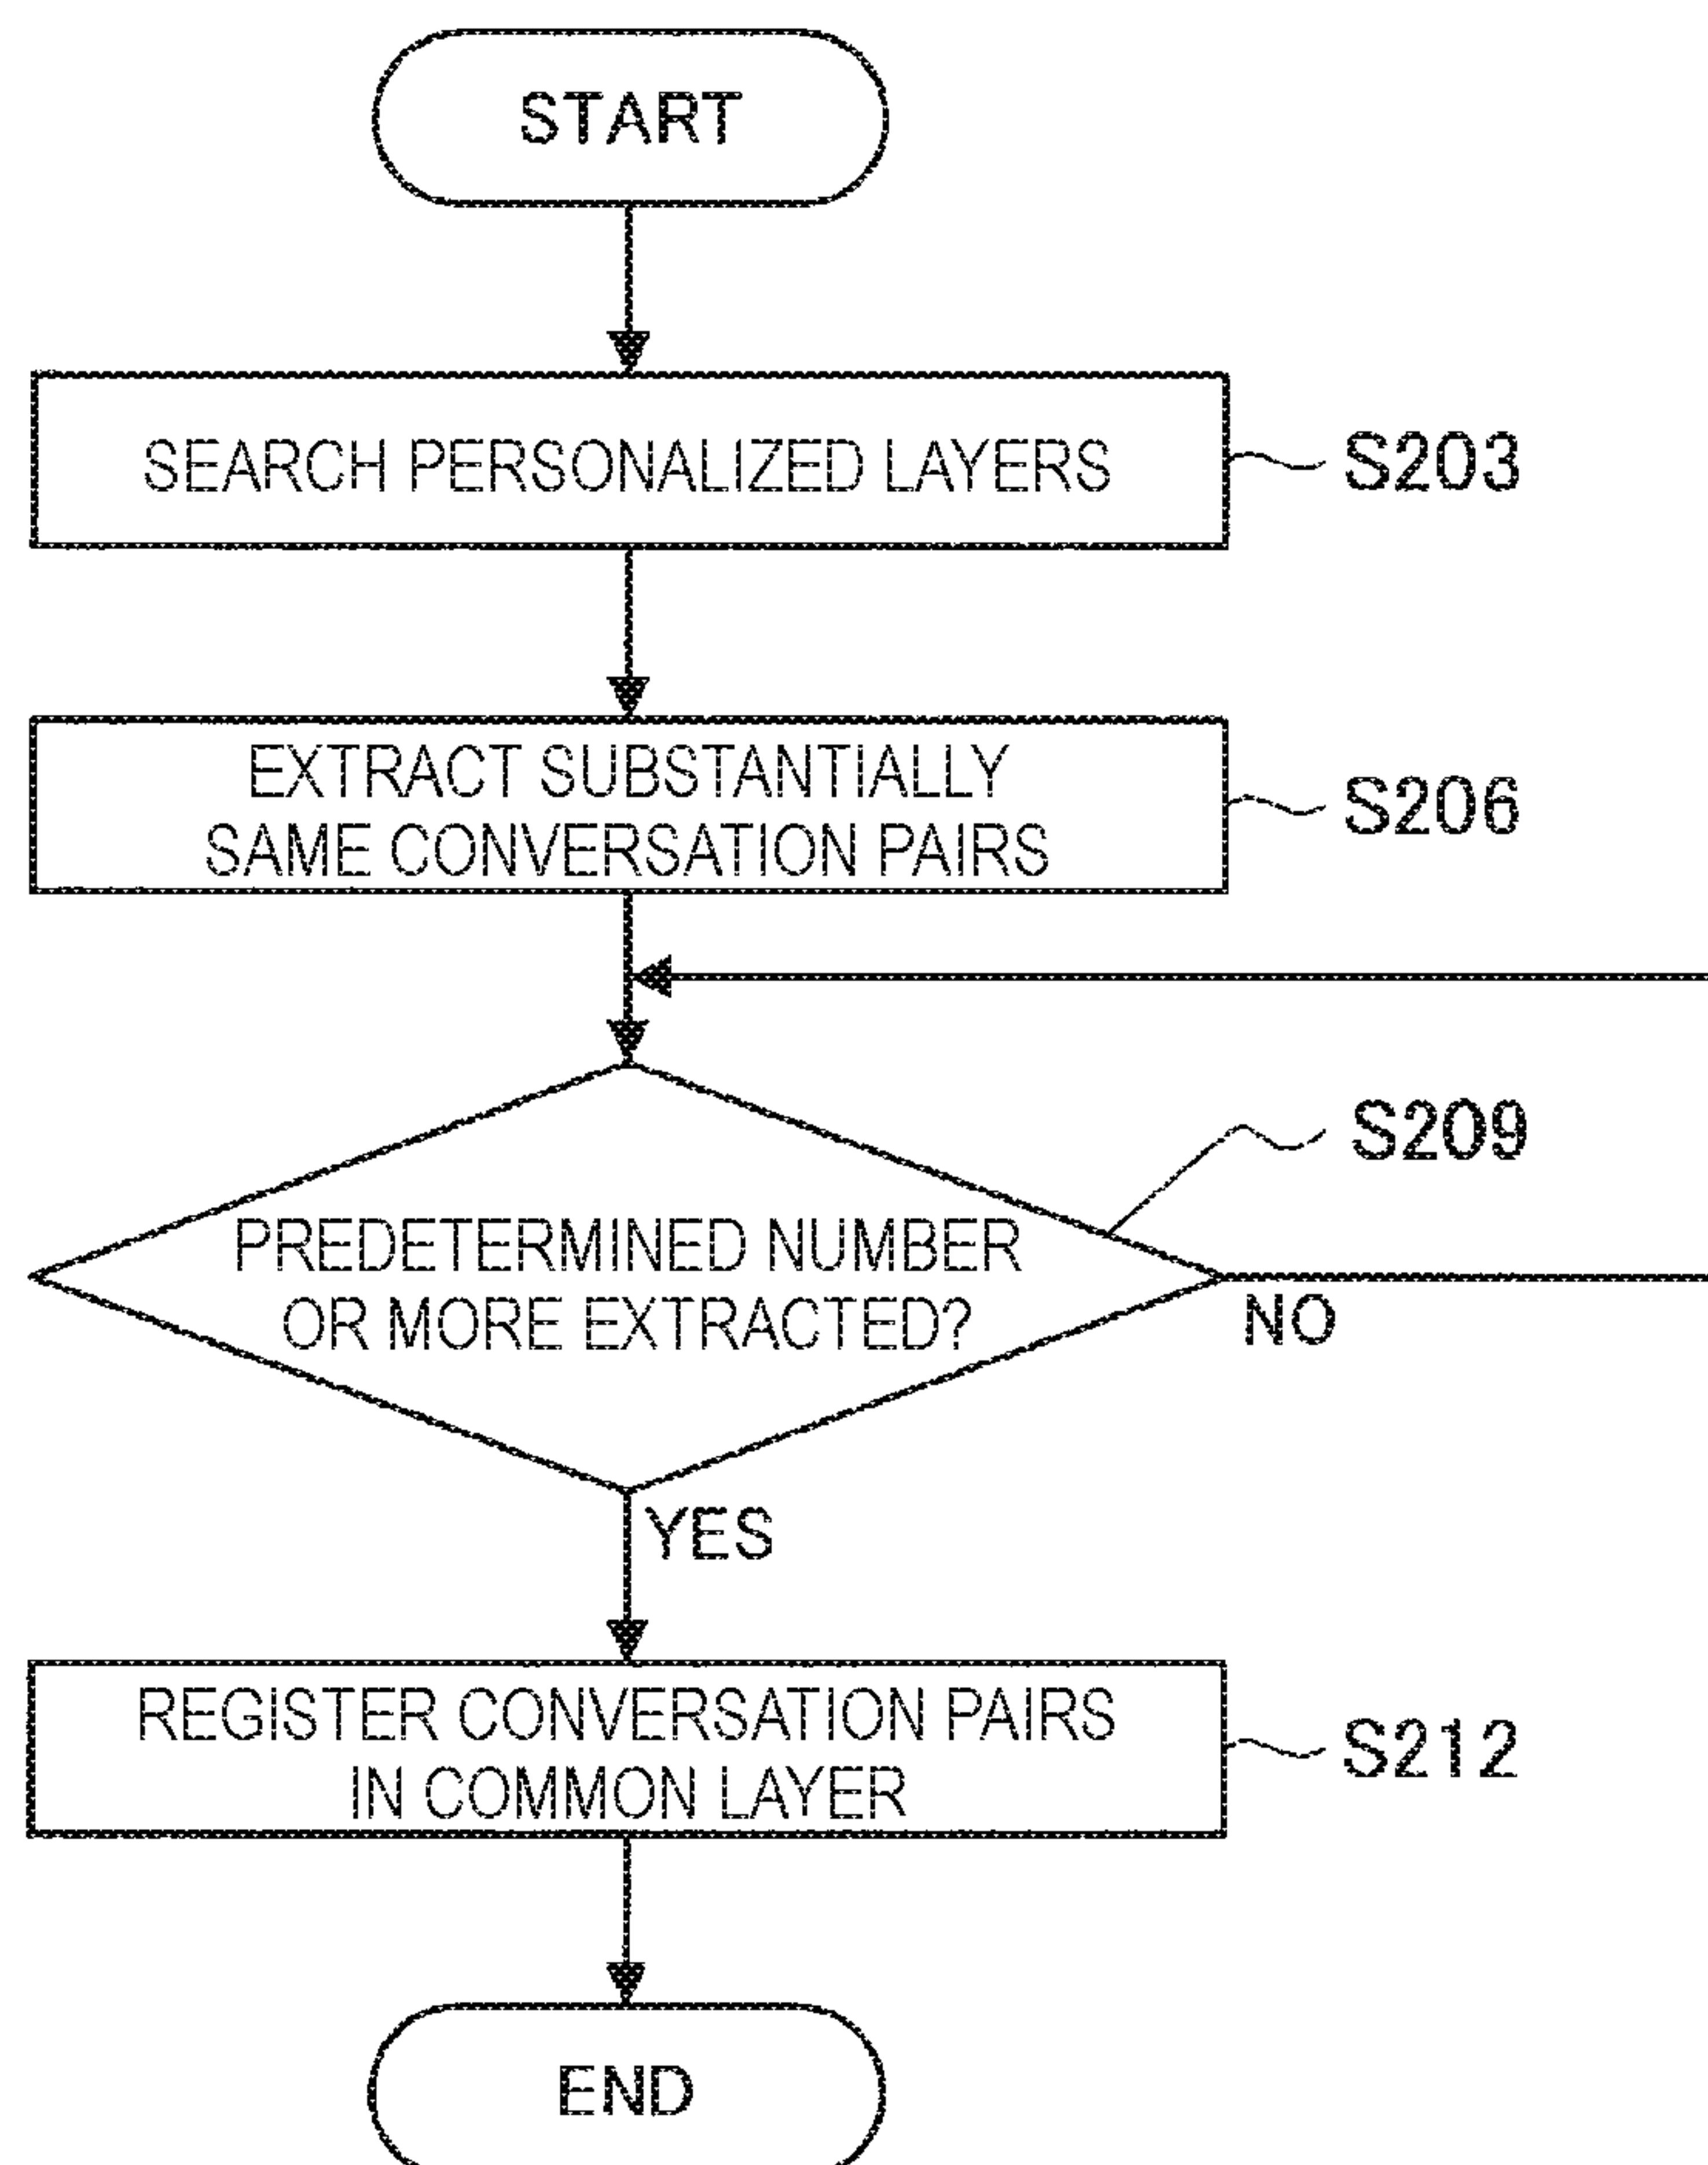 START
SEARCH PERSONALIZED LAYERS
S203
EXTRACT SUBSTANTIALLY
SAME CONVERSATION PAIRS
S206
S209
PREDETERMINED NUMBER
OR MORE EXTRACTED?
NO
YES
REGISTER CONVERSATION PAIRS
IN COMMON LAYER
S212
END